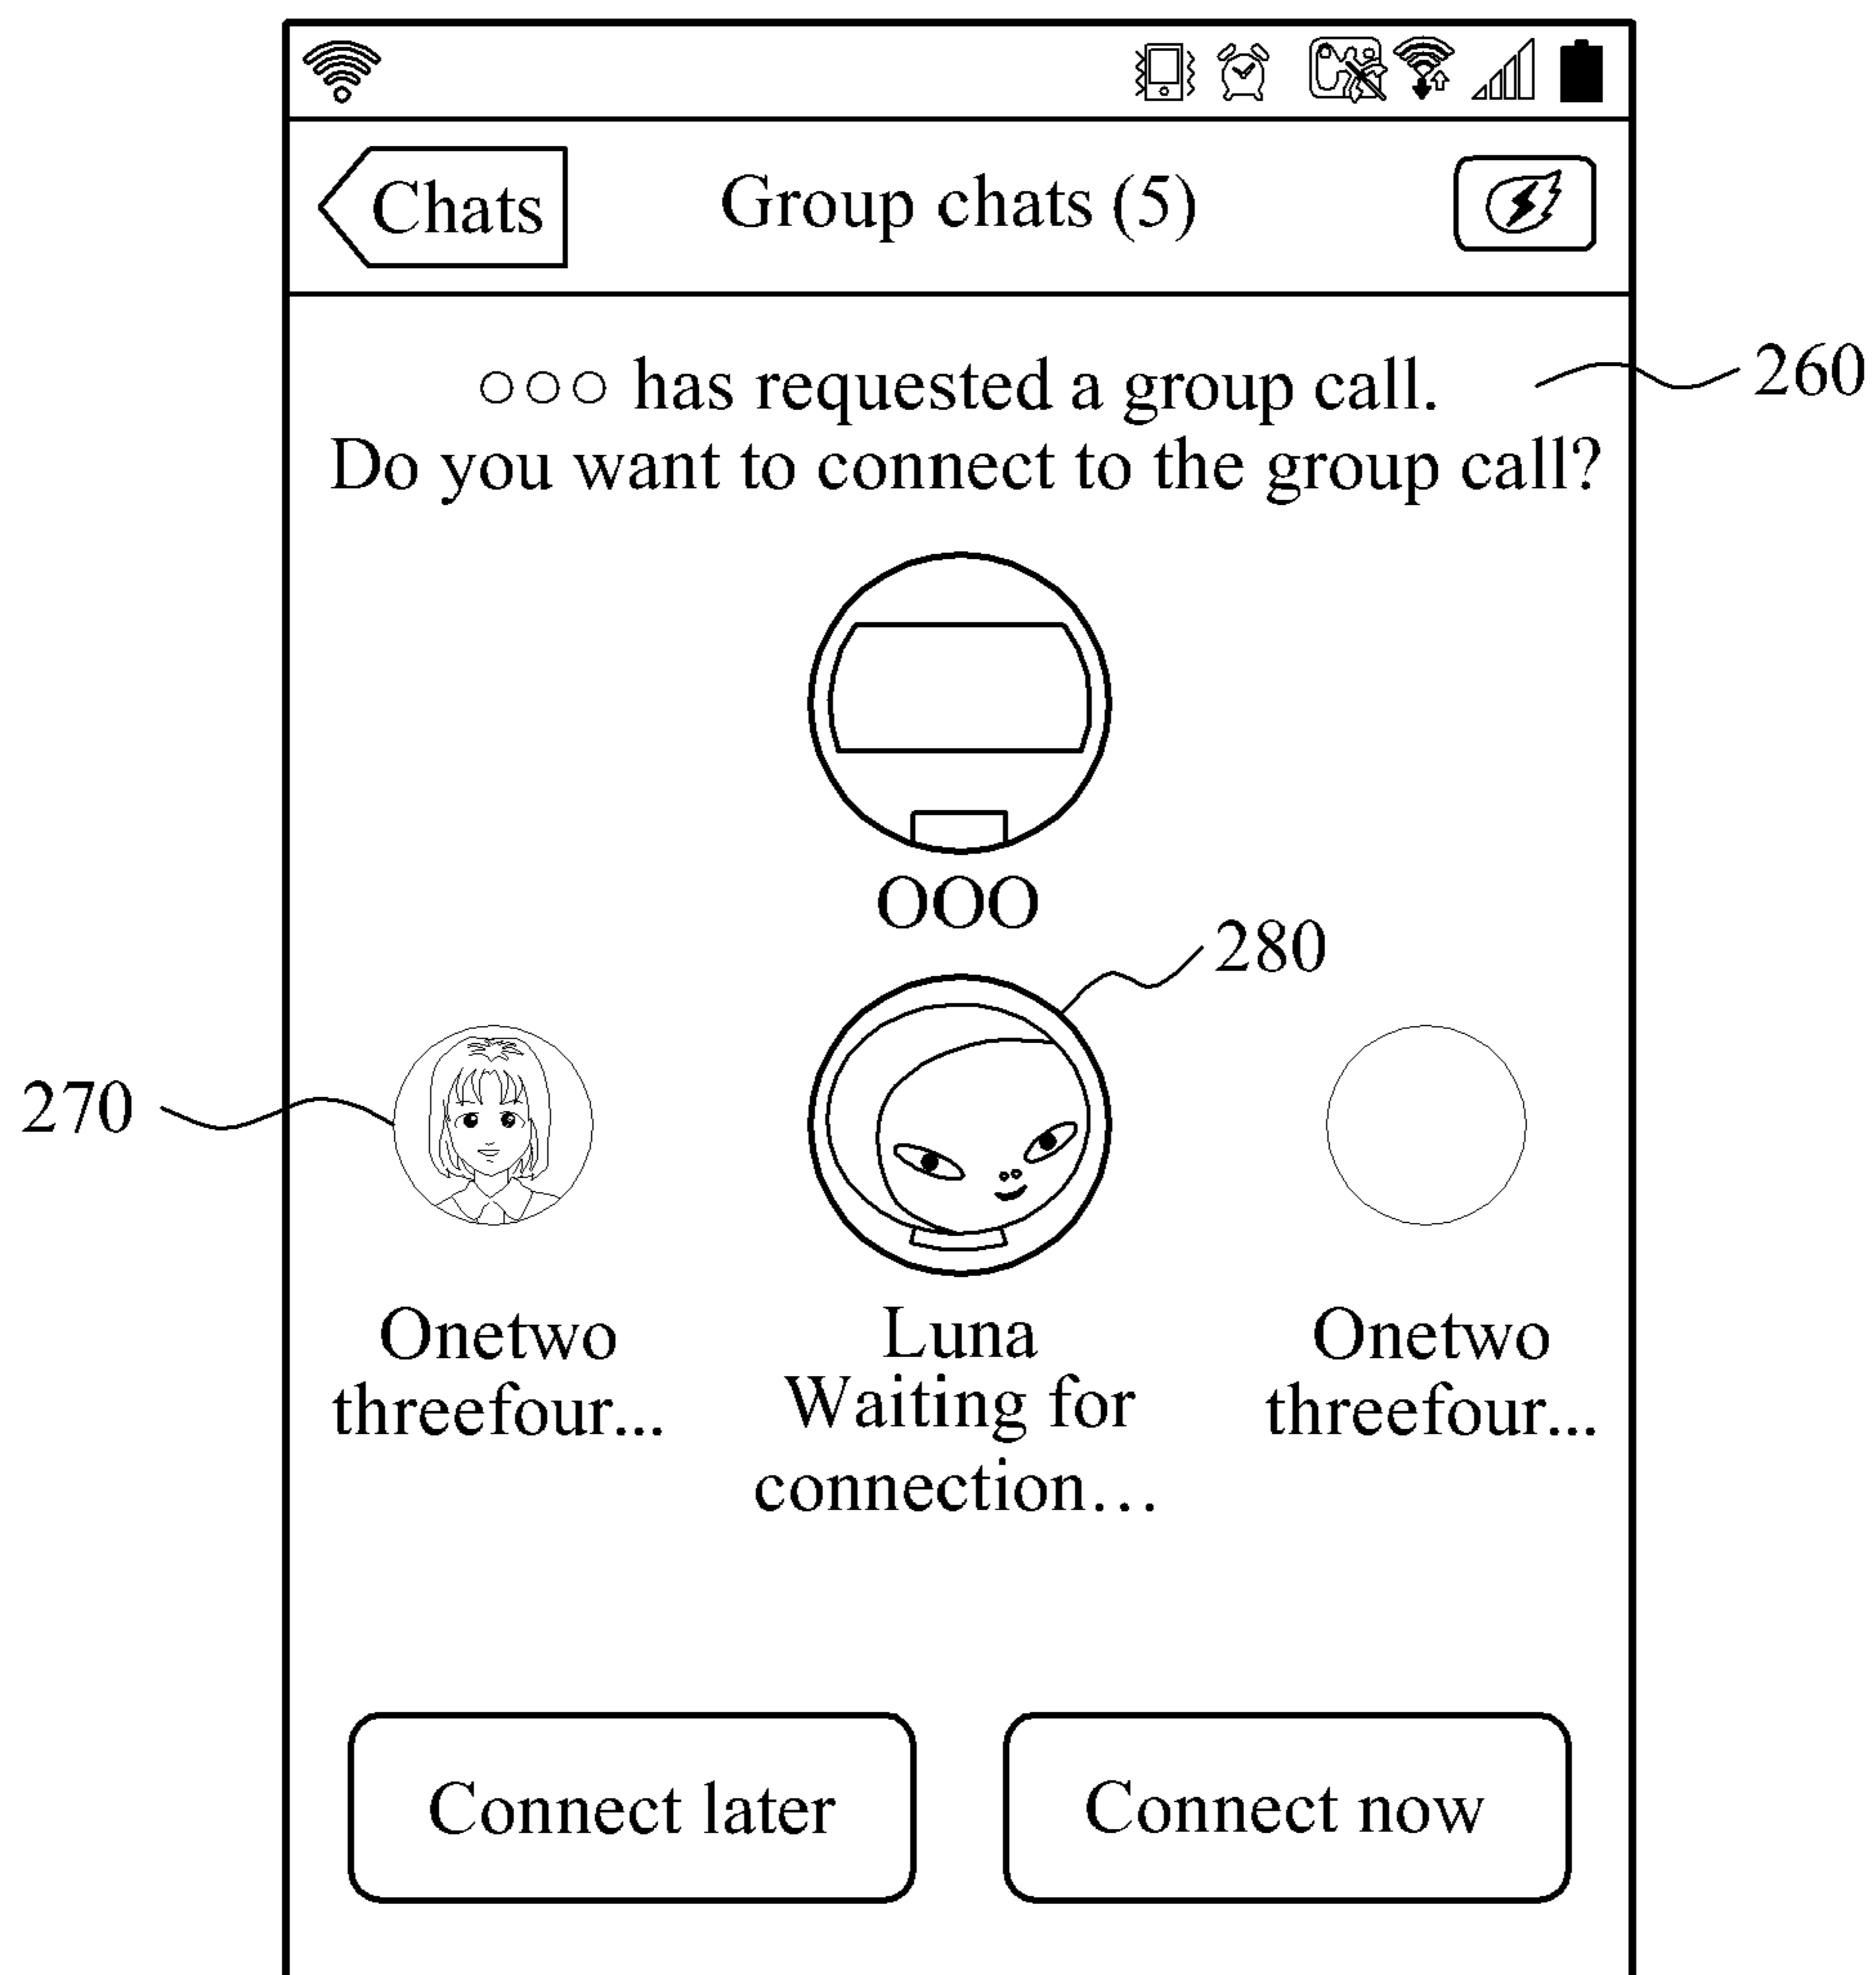 Chats
Group chats (5)
○○○ has requested a group call.
Do you want to connect to the group call?
260
OOO
280
270
Onetwo
threefour...
Luna
Waiting for
connection...
Onetwo
threefour...
Connect later
Connect now